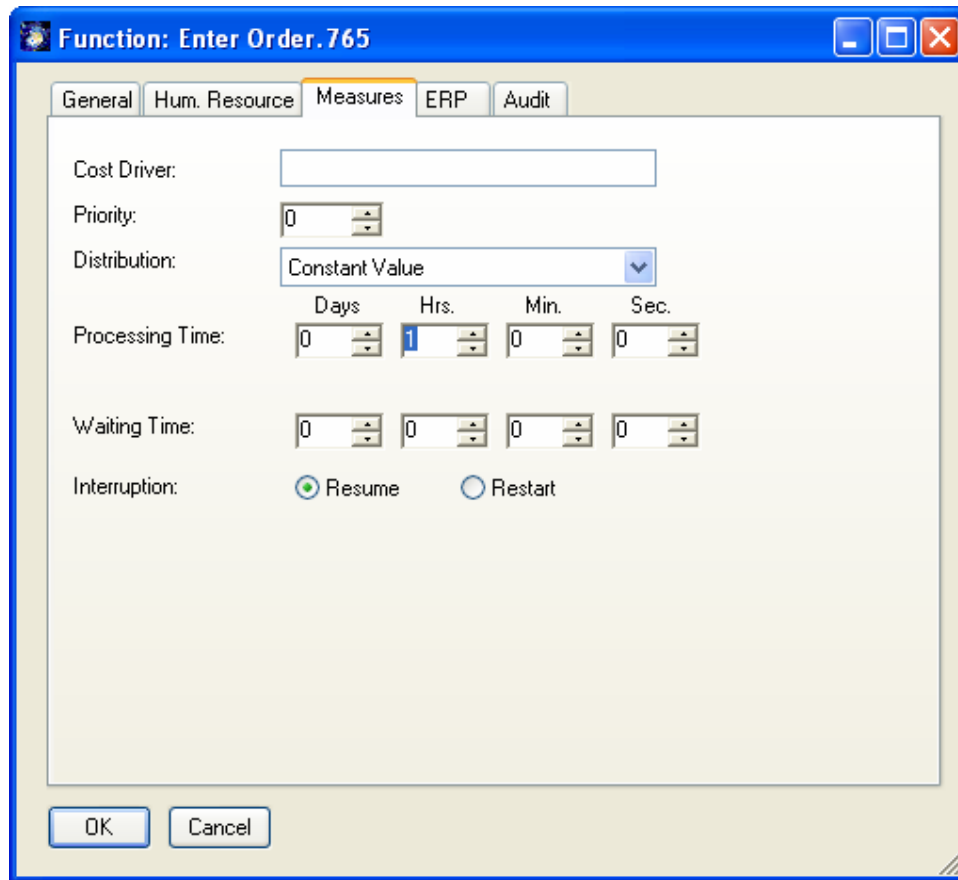 Function: Enter Order.765
General Hum. Resource Measures ERP Audit
Cost Driver:
Priority: 0
Distribution: Constant Value
Days Hrs. Min. Sec.
Processing Time: 0 1 0 0
Waiting Time: 0 0 0 0
Interruption: Resume Restart
OK Cancel